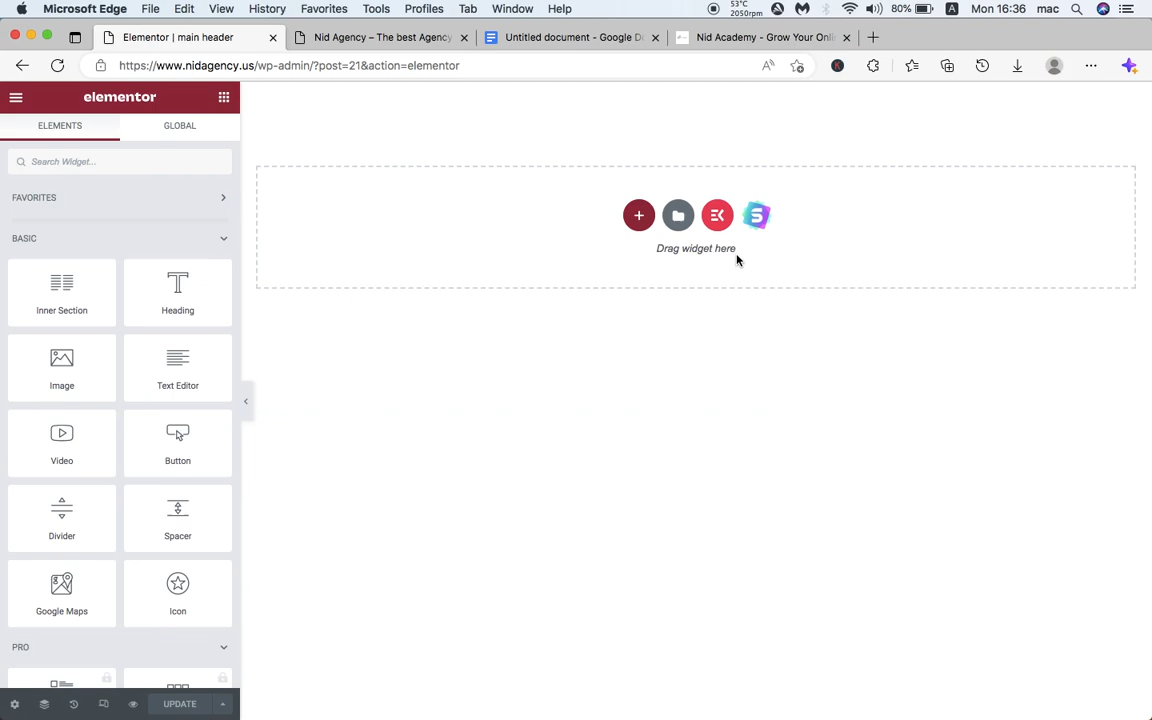 Microsoft Edge File Edit View History Favorites Tools Profiles Tab Window Help 53°C 2050rpm 80% A Mon 16:36 mac
Elementor | main header Nid Agency – The best Agency Untitled document - Google D Nid Academy - Grow Your Onli
https://www.nidagency.us/wp-admin/?post=21&action=elementor
elementor
ELEMENTS GLOBAL
Search Widget...
FAVORITES
Drag widget here
BASIC
Inner Section Heading
Image Text Editor
Video Button
Divider Spacer
Google Maps Icon
PRO
UPDATE